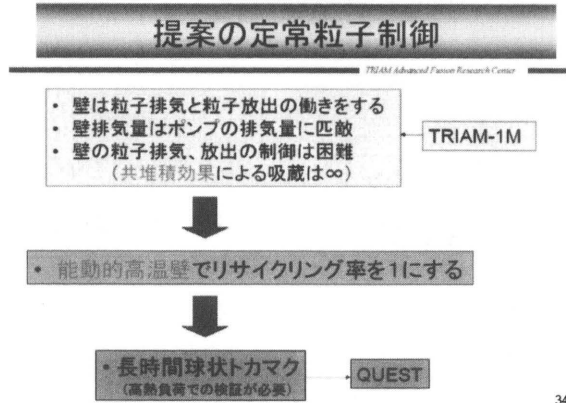 提案の定常粒子制御
TRIAM Advanced Fusion Research Center
・ 壁は粒子排気と粒子放出の働きをする
・ 壁排気量はポンプの排気量に匹敵
・ 壁の粒子排気、放出の制御は困難
(共堆積効果による吸蔵は∞)
TRIAM-1M
・ 能動的高温壁でリサイクリング率を1にする
・長時間球状トカマク
(高熱負荷での検証が必要)
QUEST
34